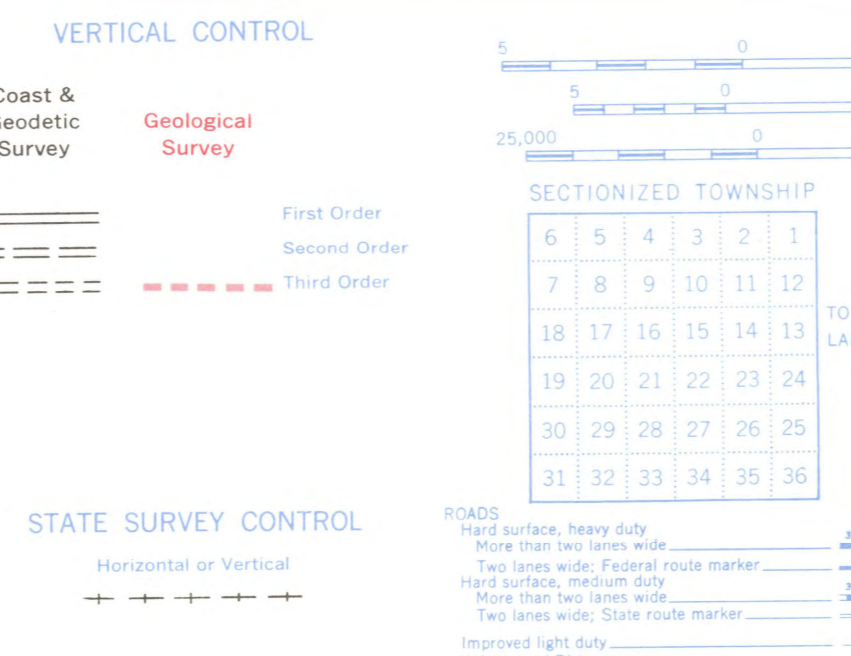 VERTICAL CONTROL
Coast &
Geodetic
Survey
Geological
Survey
First Order
Second Order
Third Order
STATE SURVEY CONTROL
Horizontal or Vertical
5 0
5 0
25,000 0
SECTIONIZED TOWNSHIP
6 5 4 3 2 1
7 8 9 10 11 12
18 17 16 15 14 13
19 20 21 22 23 24
30 29 28 27 26 25
31 32 33 34 35 36
TO
LA
ROADS
Hard surface, heavy duty
More than two lanes wide
Two lanes wide; Federal route marker
Hard surface, medium duty
More than two lanes wide
Two lanes wide; State route marker
Improved light duty